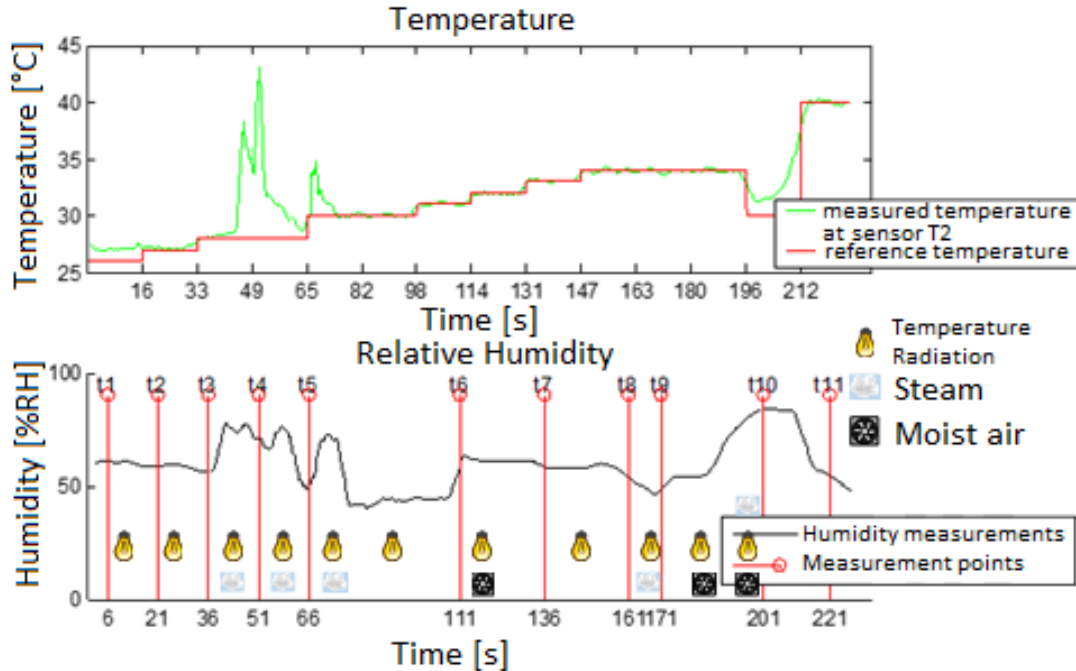 Temperature
Temperature [°C]
45
40
35
30
25
16 33 49 65 82 98 114 131 147 163 180 196 212
Time [s]
measured temperature
at sensor T2
reference temperature
Relative Humidity
Humidity [%RH]
100
50
0
t1 t2 t3 t4 t5 t6 t7 t8 t9 t10 t11
6 21 36 51 66 111 136 161 171 201 221
Time [s]
Temperature
Radiation
Steam
Moist air
Humidity measurements
Measurement points